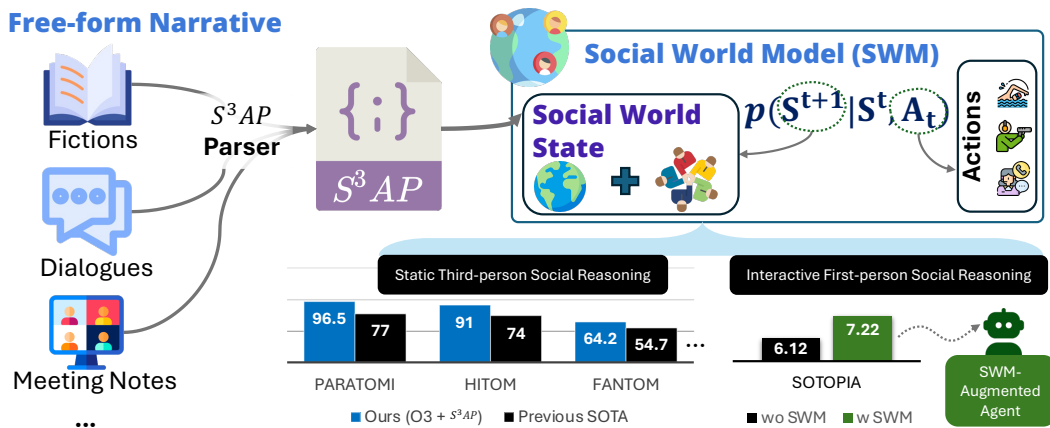 Free-form Narrative
Fictions
Dialogues
Meeting Notes
...
S³AP
Parser
{;}
S³AP
Social World Model (SWM)
Social World
State
p(S^{t+1}|S^t, A_t)
Actions
Static Third-person Social Reasoning
96.5
77
91
74
64.2
54.7
...
PARATOMI
HITOM
FANTOM
Ours (O3 + S³AP)
Previous SOTA
Interactive First-person Social Reasoning
6.12
7.22
SOTOPIA
wo SWM
w SWM
SWM-
Augmented
Agent